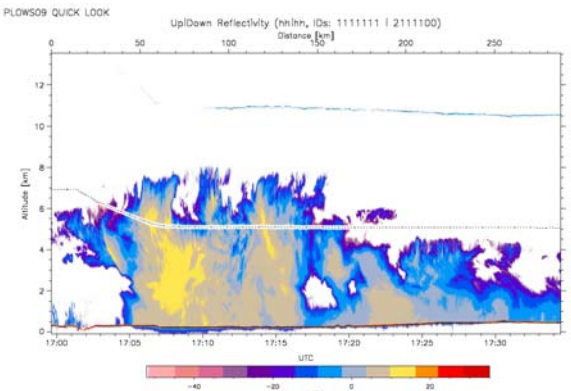 PLOWS09 QUICK LOOK
Up|Down Reflectivity (hh|hh, IDs: 1111111 | 2111100)
Distance [km]
0 50 100 150 200 250
12
10
8
6
4
2
0
Altitude [km]
17:00 17:05 17:10 17:15 17:20 17:25 17:30
UTC
-40 -20 0 20